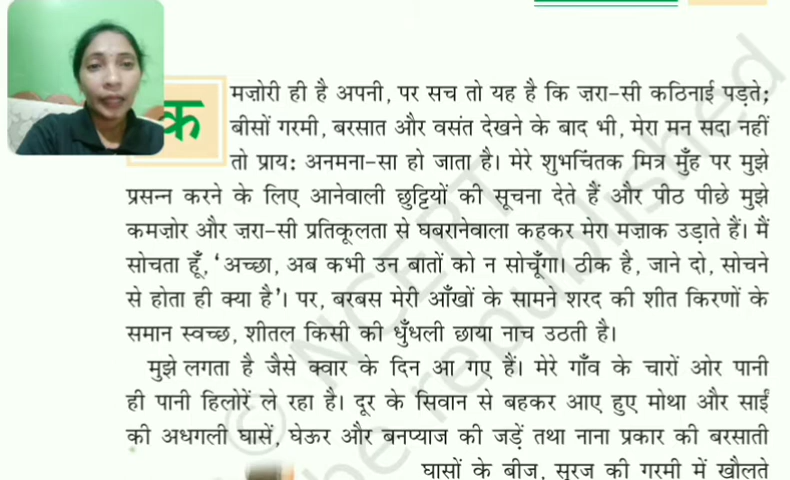 क
मज़ोरी ही है अपनी, पर सच तो यह है कि ज़रा-सी कठिनाई पड़ते;
बीसों गरमी, बरसात और वसंत देखने के बाद भी, मेरा मन सदा नहीं
तो प्राय: अनमना-सा हो जाता है। मेरे शुभचिंतक मित्र मुँह पर मुझे
प्रसन्न करने के लिए आनेवाली छुट्टियों की सूचना देते हैं और पीठ पीछे मुझे
कमज़ोर और ज़रा-सी प्रतिकूलता से घबरानेवाला कहकर मेरा मज़ाक उड़ाते हैं। मैं
सोचता हूँ, 'अच्छा, अब कभी उन बातों को न सोचूँगा। ठीक है, जाने दो, सोचने
से होता ही क्या है'। पर, बरबस मेरी आँखों के सामने शरद की शीत किरणों के
समान स्वच्छ, शीतल किसी की धुँधली छाया नाच उठती है।
मुझे लगता है जैसे क्वार के दिन आ गए हैं। मेरे गाँव के चारों ओर पानी
ही पानी हिलोरें ले रहा है। दूर के सिवान से बहकर आए हुए मोथा और साईं
की अधगली घासें, घेऊर और बनप्याज की जड़ें तथा नाना प्रकार की बरसाती
घासों के बीज, सूरज की गरमी में खौलते
© NCERT
be republished